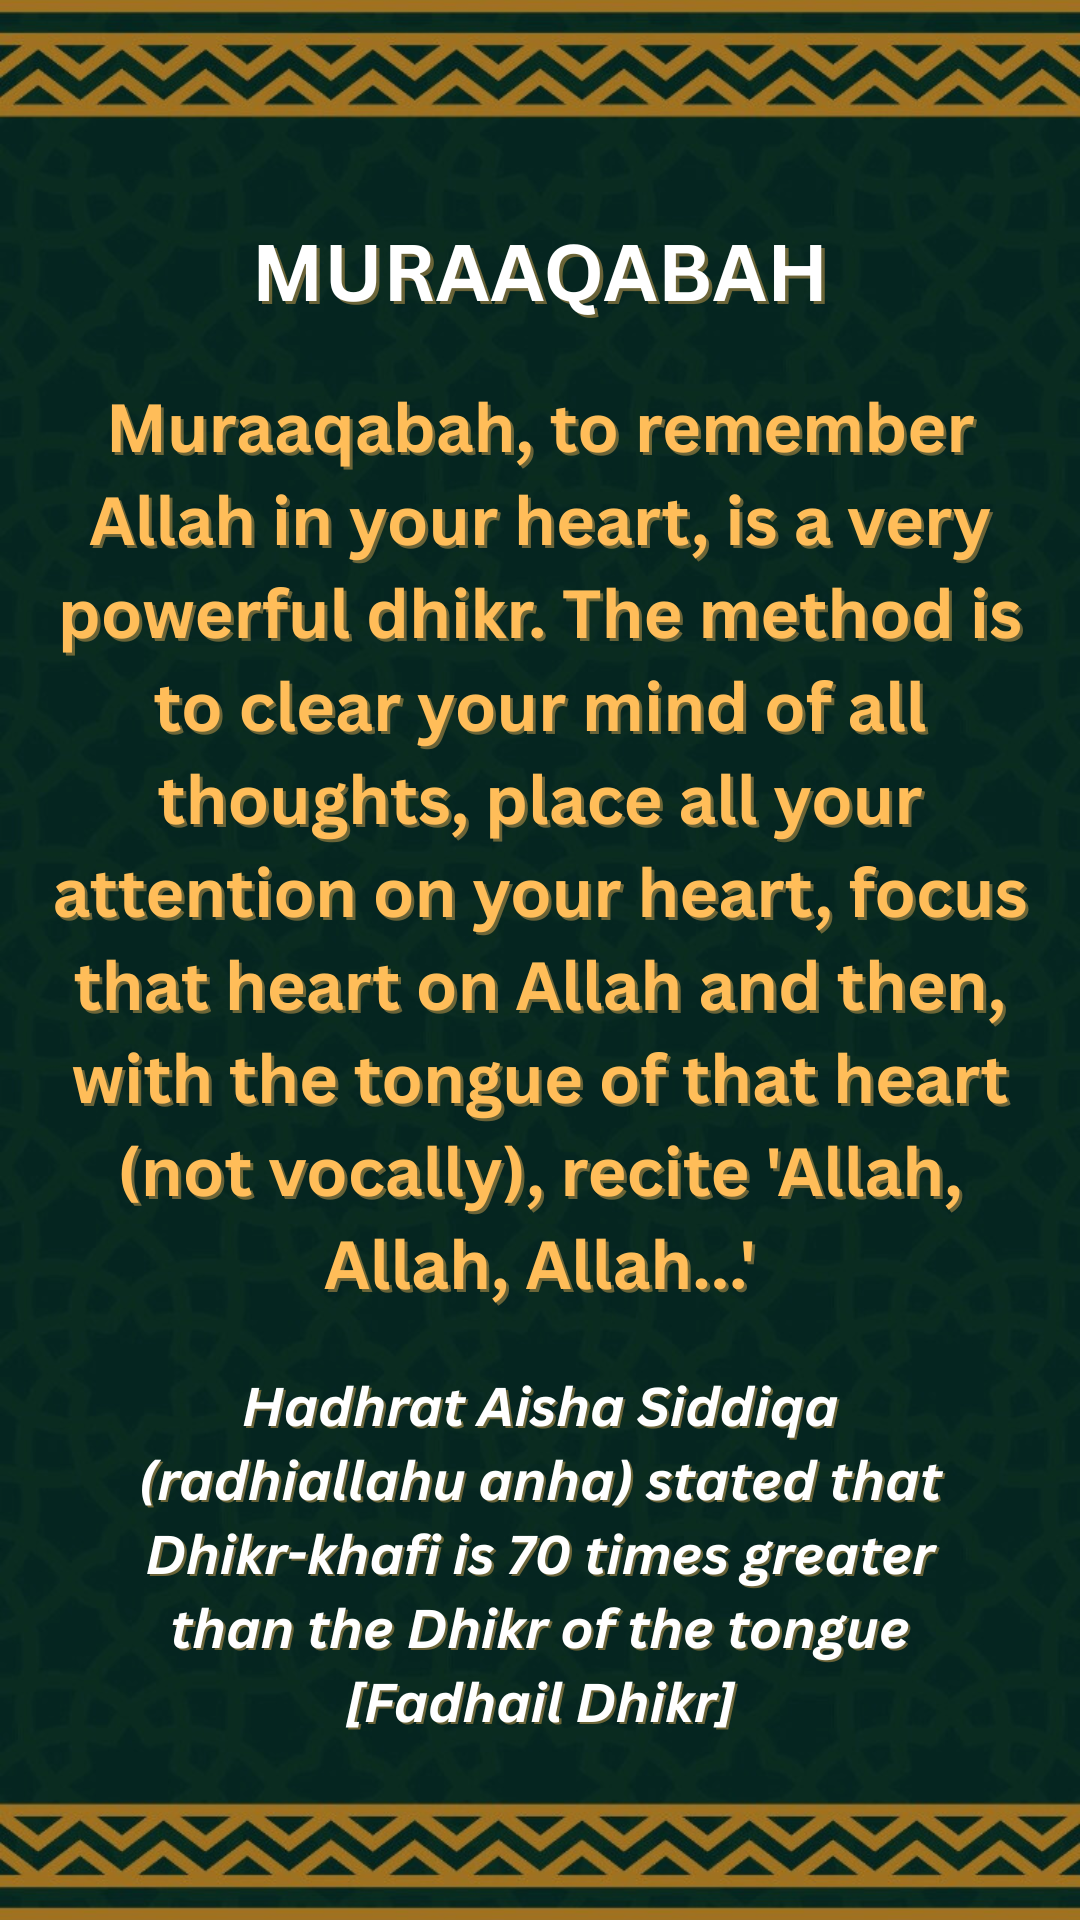 MURAAQABAH
Muraaqabah, to remember
Allah in your heart, is a very
powerful dhikr. The method is
to clear your mind of all
thoughts, place all your
attention on your heart, focus
that heart on Allah and then,
with the tongue of that heart
(not vocally), recite 'Allah,
Allah, Allah...'
Hadhrat Aisha Siddiqa
(radhiallahu anha) stated that
Dhikr-khafi is 70 times greater
than the Dhikr of the tongue
[Fadhail Dhikr]